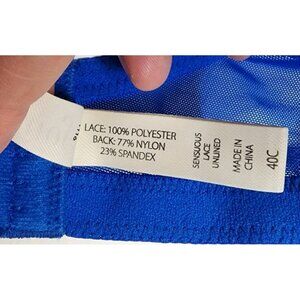 LACE: 100% POLYESTER
BACK: 77% NYLON
23% SPANDEX
SENSUOUS
LACE
UNLINED
MADE IN
CHINA
40C